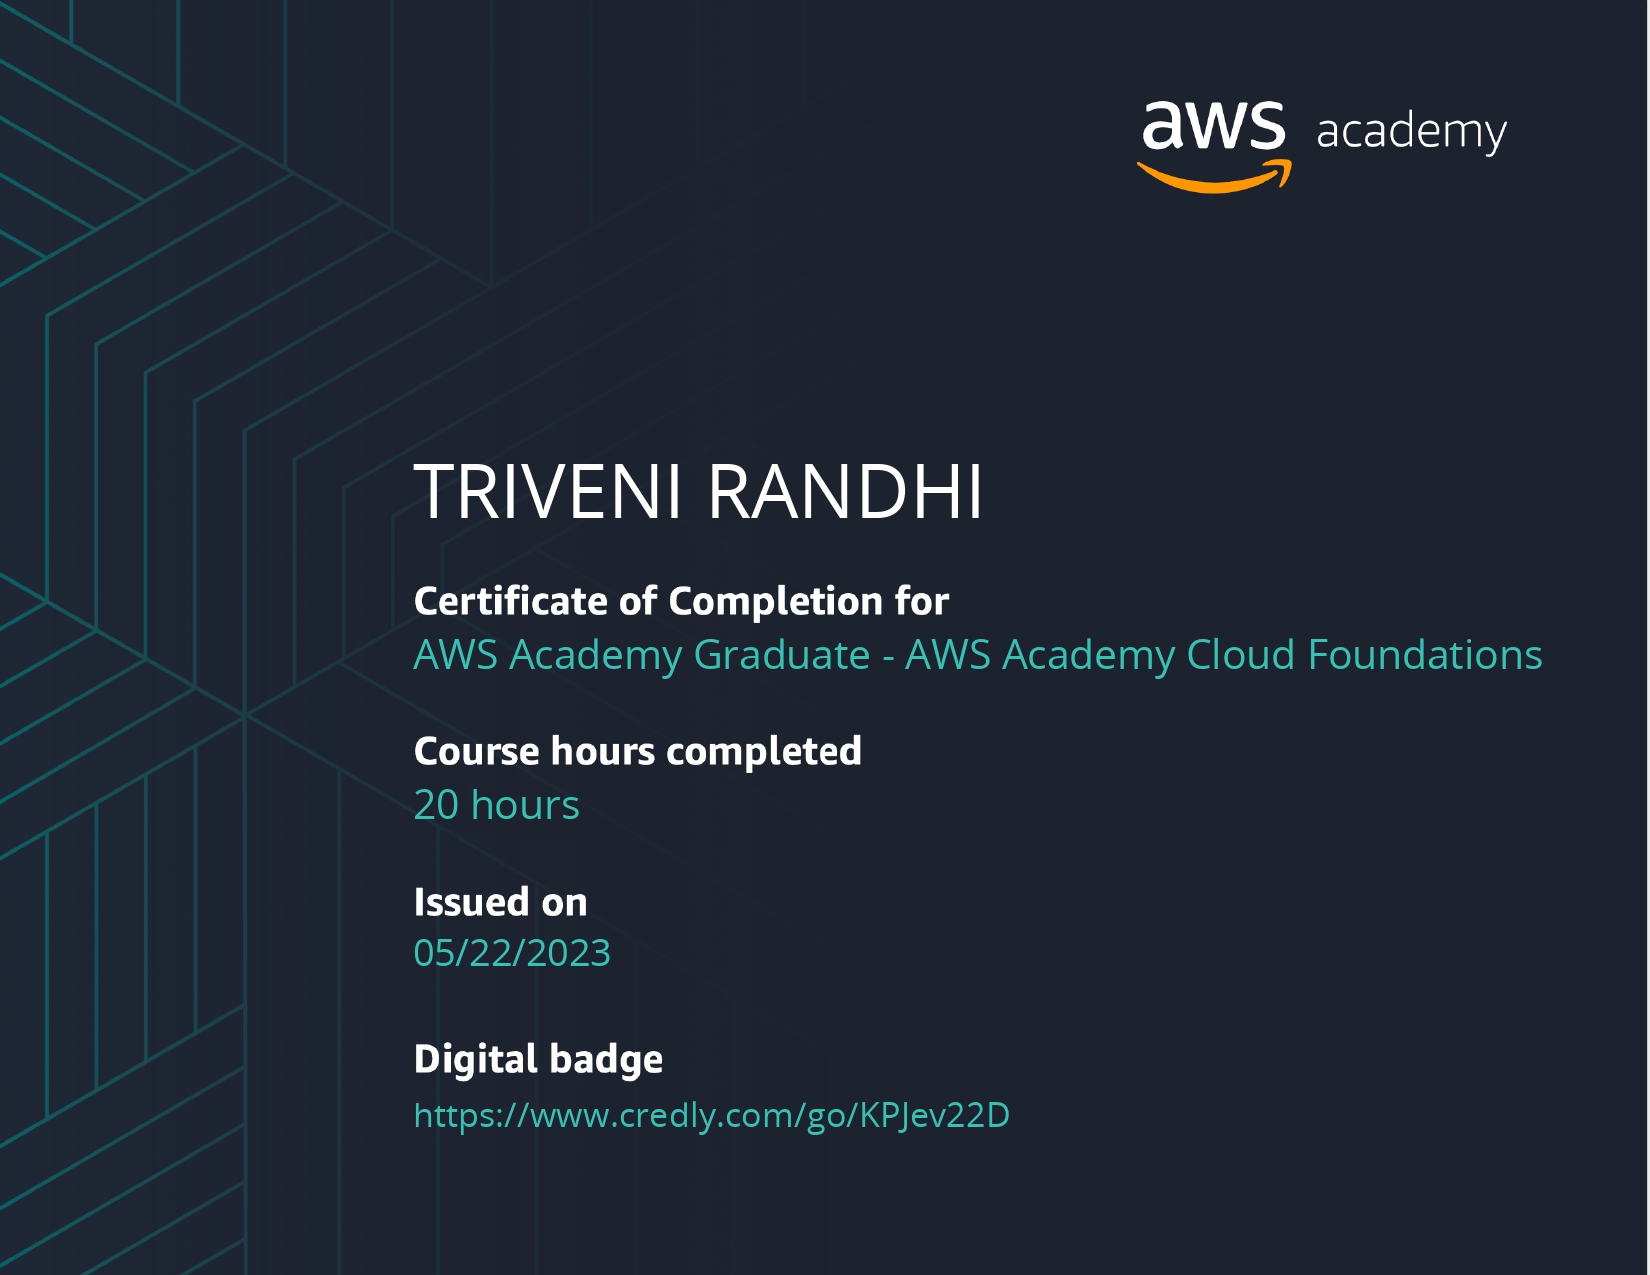 aws academy
TRIVENI RANDHI
Certificate of Completion for
AWS Academy Graduate - AWS Academy Cloud Foundations
Course hours completed
20 hours
Issued on
05/22/2023
Digital badge
https://www.credly.com/go/KPJev22D